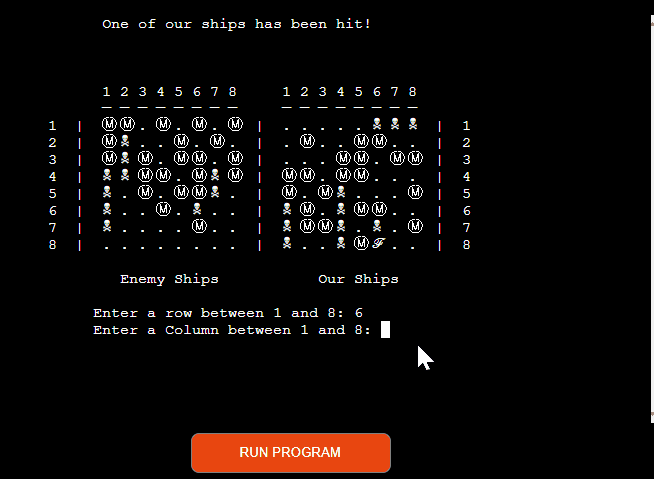 One of our ships has been hit!
1 2 3 4 5 6 7 8 1 2 3 4 5 6 7 8
— — — — — — — — — — — — — — — —
1 | Ⓜ Ⓜ . Ⓜ . Ⓜ . Ⓜ | . . . . . ☠ ☠ ☠ | 1
2 | Ⓜ ☠ . . Ⓜ . Ⓜ . | . Ⓜ . . Ⓜ Ⓜ . . | 2
3 | Ⓜ ☠ Ⓜ . Ⓜ Ⓜ . Ⓜ | . . . Ⓜ Ⓜ . Ⓜ Ⓜ | 3
4 | ☠ ☠ Ⓜ Ⓜ . Ⓜ ☠ Ⓜ | Ⓜ Ⓜ . Ⓜ Ⓜ . . . | 4
5 | ☠ . Ⓜ . Ⓜ Ⓜ ☠ . | Ⓜ . Ⓜ ☠ . . . Ⓜ | 5
6 | ☠ . . Ⓜ . ☠ . . | ☠ Ⓜ . ☠ Ⓜ Ⓜ . . | 6
7 | ☠ . . . . Ⓜ . . | ☠ Ⓜ Ⓜ ☠ . ☠ . Ⓜ | 7
8 | . . . . . . . . | ☠ . . ☠ Ⓜ ℱ . . | 8
Enemy Ships Our Ships
Enter a row between 1 and 8: 6
Enter a Column between 1 and 8:
RUN PROGRAM